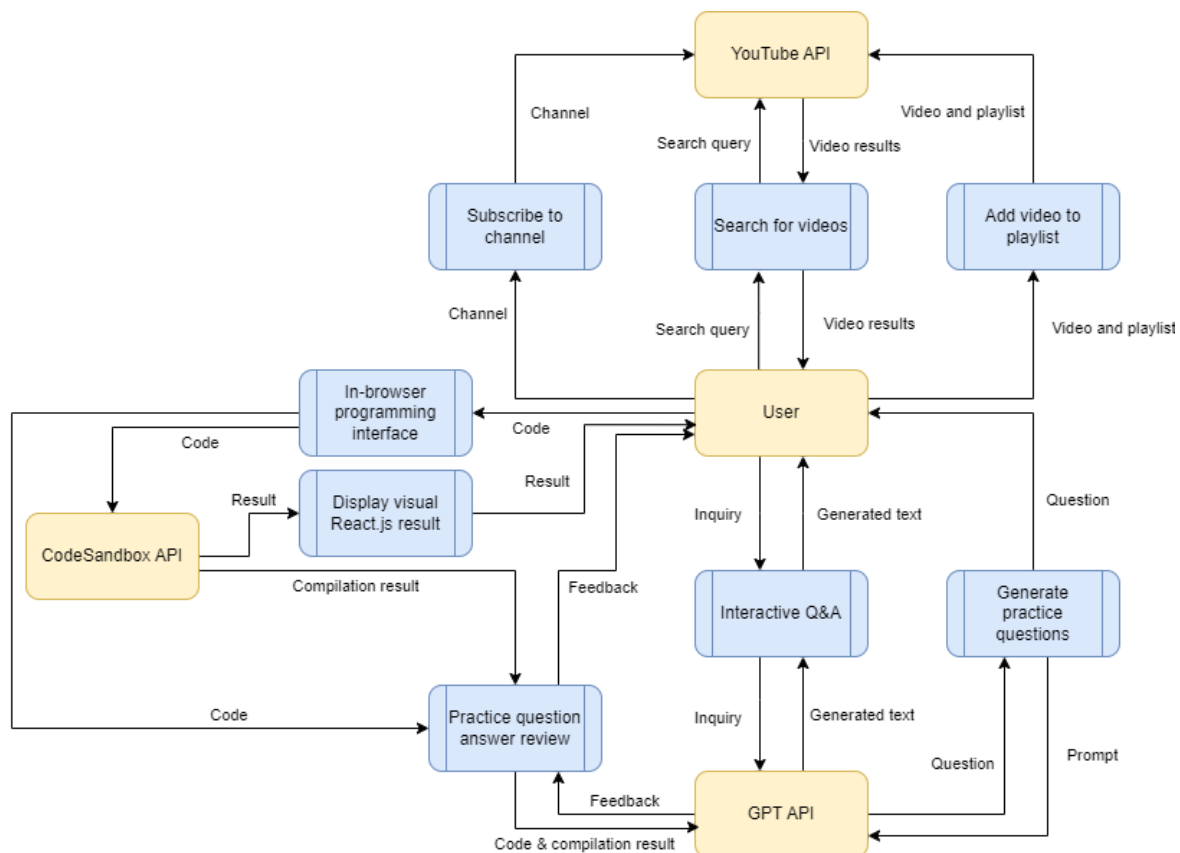 YouTube API
Channel
Video and playlist
Search query
Video results
Subscribe to
channel
Search for videos
Add video to
playlist
Channel
Search query
Video results
Video and playlist
In-browser
programming
interface
User
Code
Code
Result
Display visual
React.js result
Result
Inquiry
Generated text
Question
CodeSandbox API
Compilation result
Feedback
Interactive Q&A
Generate
practice
questions
Code
Practice question
answer review
Inquiry
Generated text
Prompt
Question
Feedback
GPT API
Code & compilation result